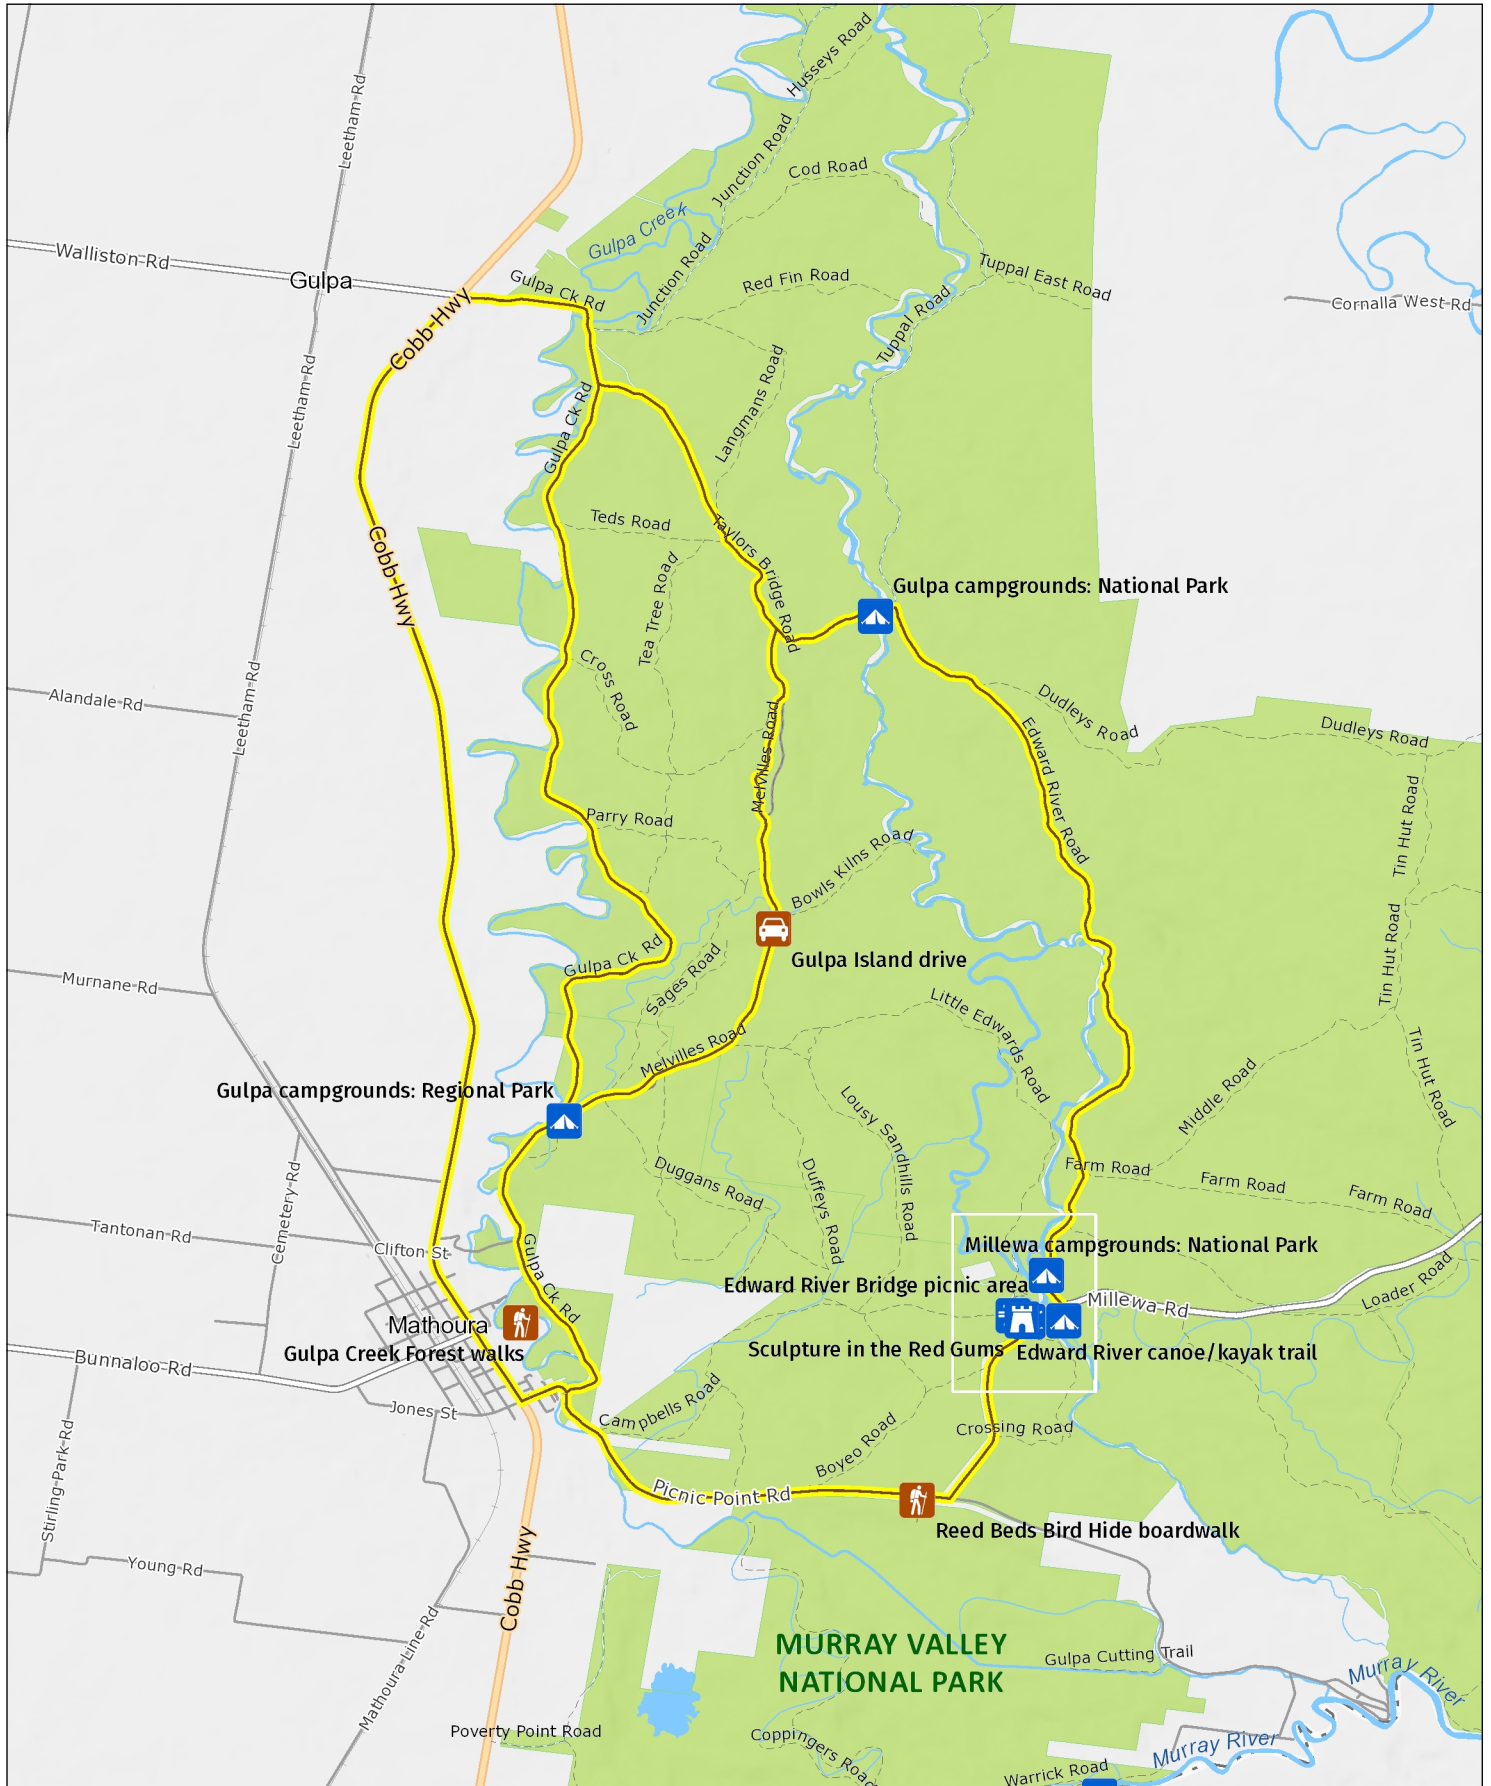 Husseys Road
Leetham-Rd
Junction Road
Cod Road
Gulpa Creek
Walliston Rd
Gulpa
Gulpa Ck Rd
Junction Road
Red Fin Road
Tuppal East Road
Cornalla West Rd
Cobb-Hwy
Tuppal Road
Leetham-Rd
Gulpa Ck Rd
Langmans Road
Teds Road
Taylors Bridge Road
Cobb-Hwy
Tea Tree Road
Gulpa campgrounds: National Park
Cross Road
Leetham-Rd
Alandale Rd
Melvilles Road
Dudleys Road
Dudleys Road
Edward River Road
Tin Hut Road
Parry Road
Bowls Kilns Road
Gulpa Island drive
Gulpa Ck Rd
Sages Road
Tin Hut Road
Murnane Rd
Little Edwards Road
Melvilles Road
Tin Hut Road
Gulpa campgrounds: Regional Park
Lousy Sandhills Road
Middle Road
Duggans Road
Duffeys Road
Farm Road
Farm Road
Farm Road
Cemetery-Rd
Tantonan Rd
Clifton St
Gulpa Ck Rd
Millewa campgrounds: National Park
Edward River Bridge picnic area
Millewa Rd
Loader Road
Mathoura
Gulpa Creek Forest walks
Sculpture in the Red Gums
Edward River canoe/kayak trail
Bunnaloo Rd
Jones St
Campbells Road
Crossing Road
Boyeo Road
Stirling-Park-Rd
Picnic Point Rd
Reed Beds Bird Hide boardwalk
Young Rd
Cobb Hwy
Mathoura-Line-Rd
MURRAY VALLEY
NATIONAL PARK
Gulpa Cutting Trail
Murray River
Poverty Point Road
Coppingers Road
Murray River
Warrick Road